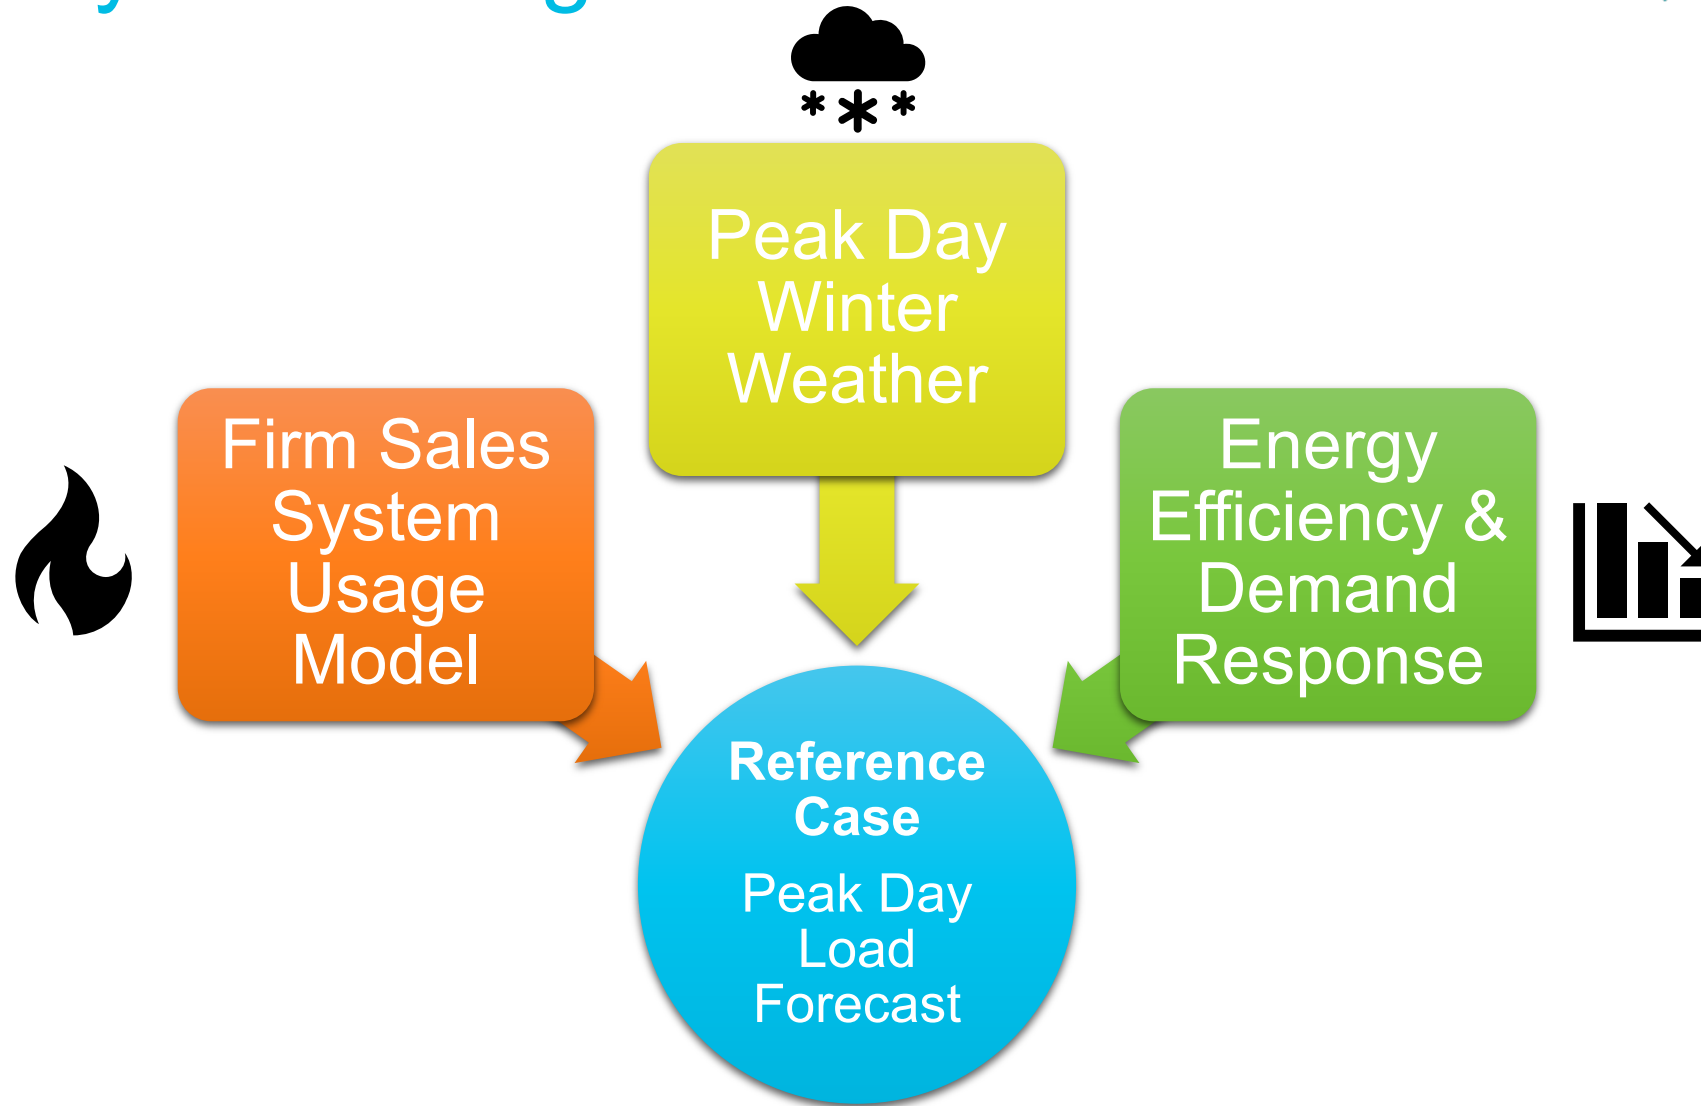 Peak Day
Winter
Weather
Firm Sales
System
Usage
Model
Energy
Efficiency &
Demand
Response
Reference
Case
Peak Day
Load
Forecast